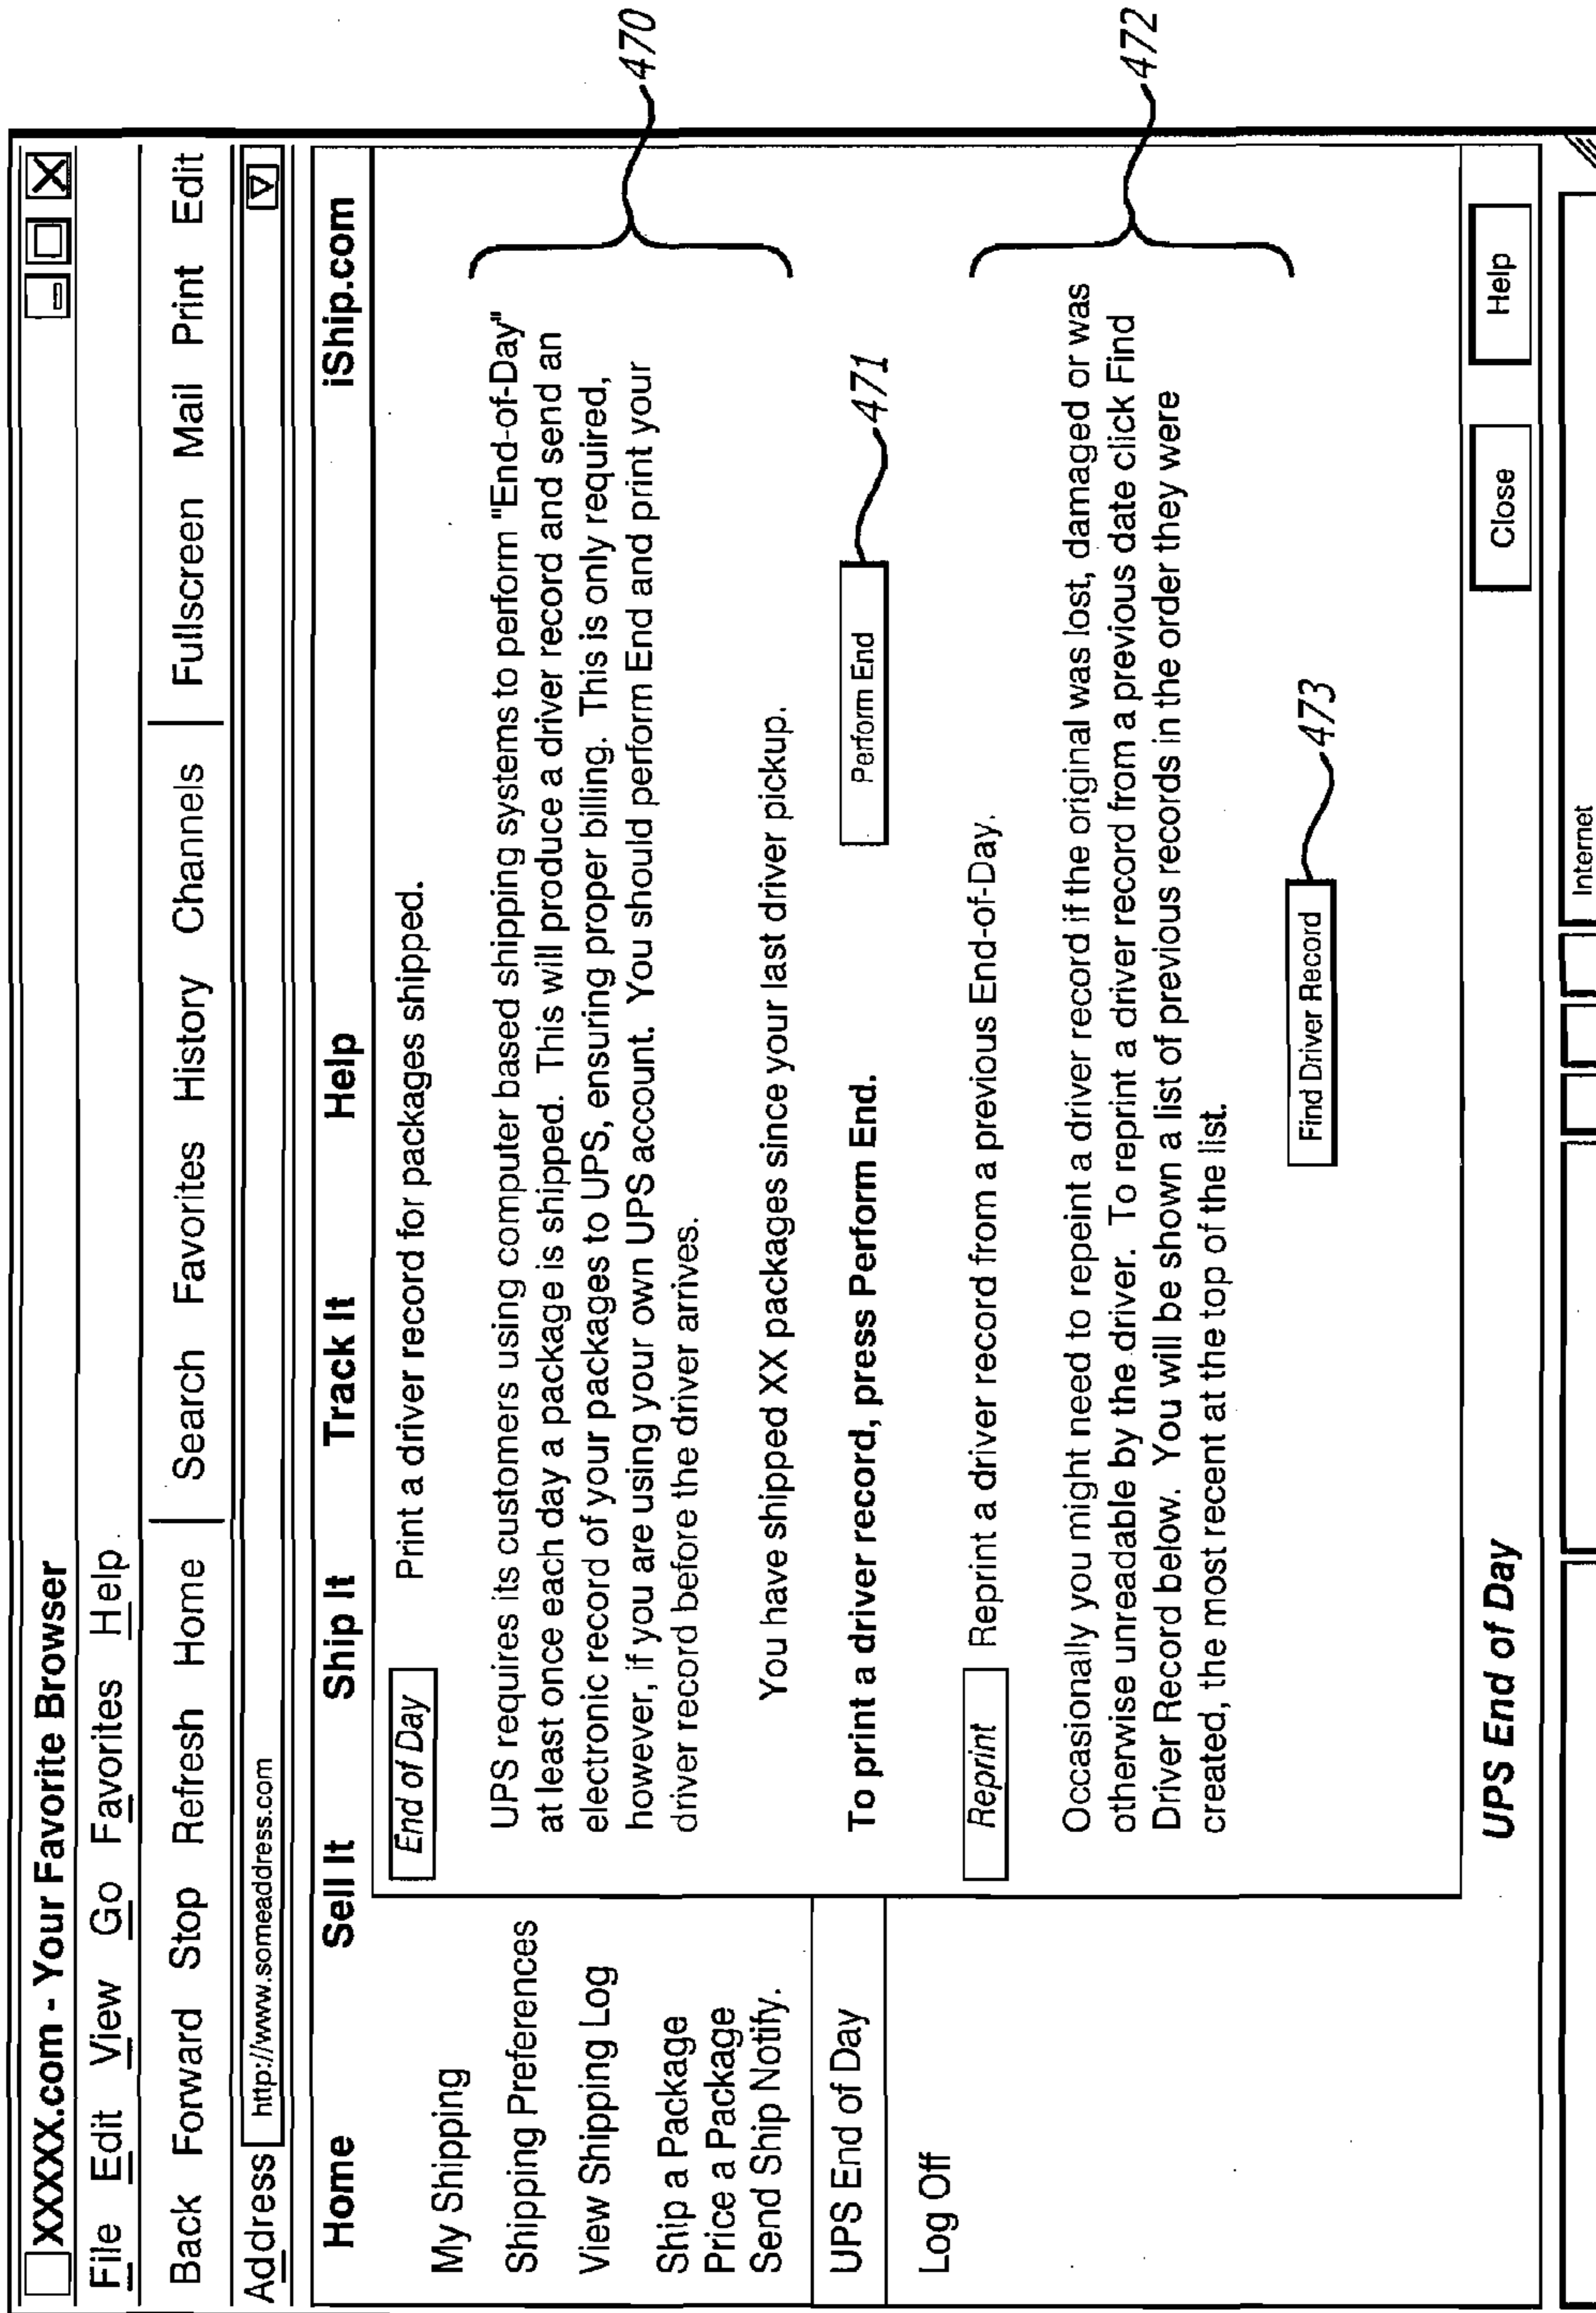 XXXXX.com - Your Favorite Browser
File Edit View Go Favorites Help
Back Forward Stop Refresh Home Search Favorites History Channels Fullscreen Mail Print Edit
Address http://www.someaddress.com
Home Sell It Ship It Track It Help iShip.com
My Shipping
Shipping Preferences
View Shipping Log
Ship a Package
Price a Package
Send Ship Notify.
UPS End of Day
Log Off
End of Day Print a driver record for packages shipped.
UPS requires its customers using computer based shipping systems to perform "End-of-Day"
at least once each day a package is shipped. This will produce a driver record and send an
electronic record of your packages to UPS, ensuring proper billing. This is only required,
however, if you are using your own UPS account. You should perform End and print your
driver record before the driver arrives.
470
You have shipped XX packages since your last driver pickup.
To print a driver record, press Perform End.
Perform End
471
Reprint Reprint a driver record from a previous End-of-Day.
Occasionally you might need to repeint a driver record if the original was lost, damaged or was
otherwise unreadable by the driver. To reprint a driver record from a previous date click Find
Driver Record below. You will be shown a list of previous records in the order they were
created, the most recent at the top of the list.
472
Find Driver Record
473
UPS End of Day
Close Help
Internet